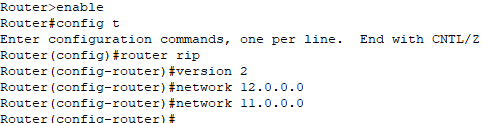 Router>enable
Router#config t
Enter configuration commands, one per line.  End with CNTL/Z
Router(config)#router rip
Router(config-router)#version 2
Router(config-router)#network 12.0.0.0
Router(config-router)#network 11.0.0.0
Router(config-router)#